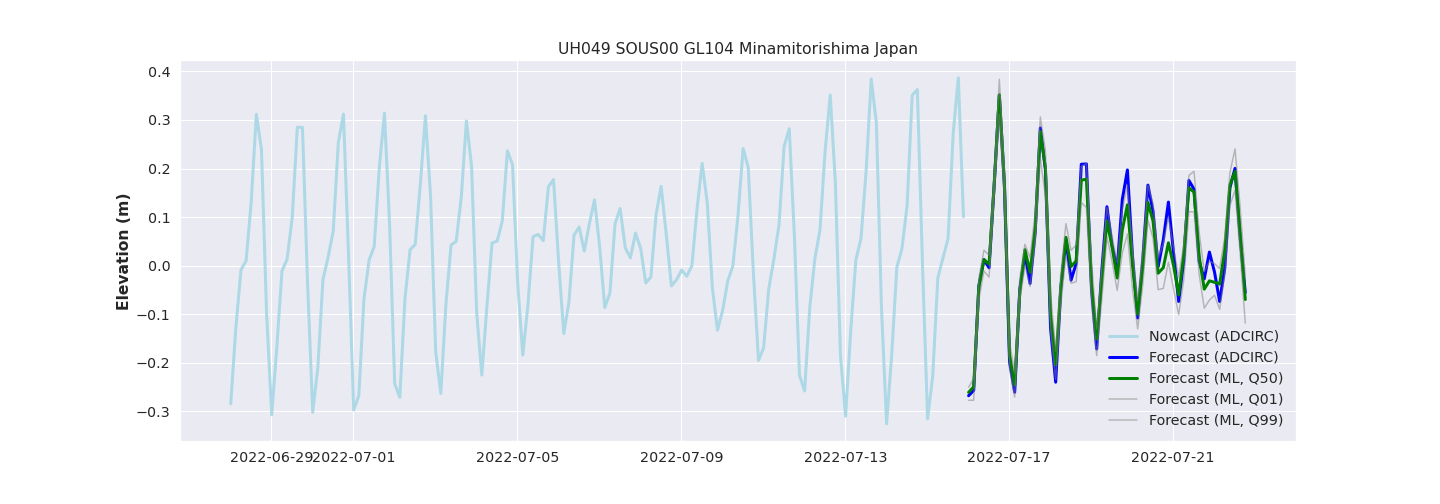 UH049 SOUS00 GL104 Minamitorishima Japan
Elevation (m)
0.4
0.3
0.2
0.1
0.0
−0.1
−0.2
−0.3
Nowcast (ADCIRC)
Forecast (ADCIRC)
Forecast (ML, Q50)
Forecast (ML, Q01)
Forecast (ML, Q99)
2022-06-29 2022-07-01 2022-07-05 2022-07-09 2022-07-13 2022-07-17 2022-07-21